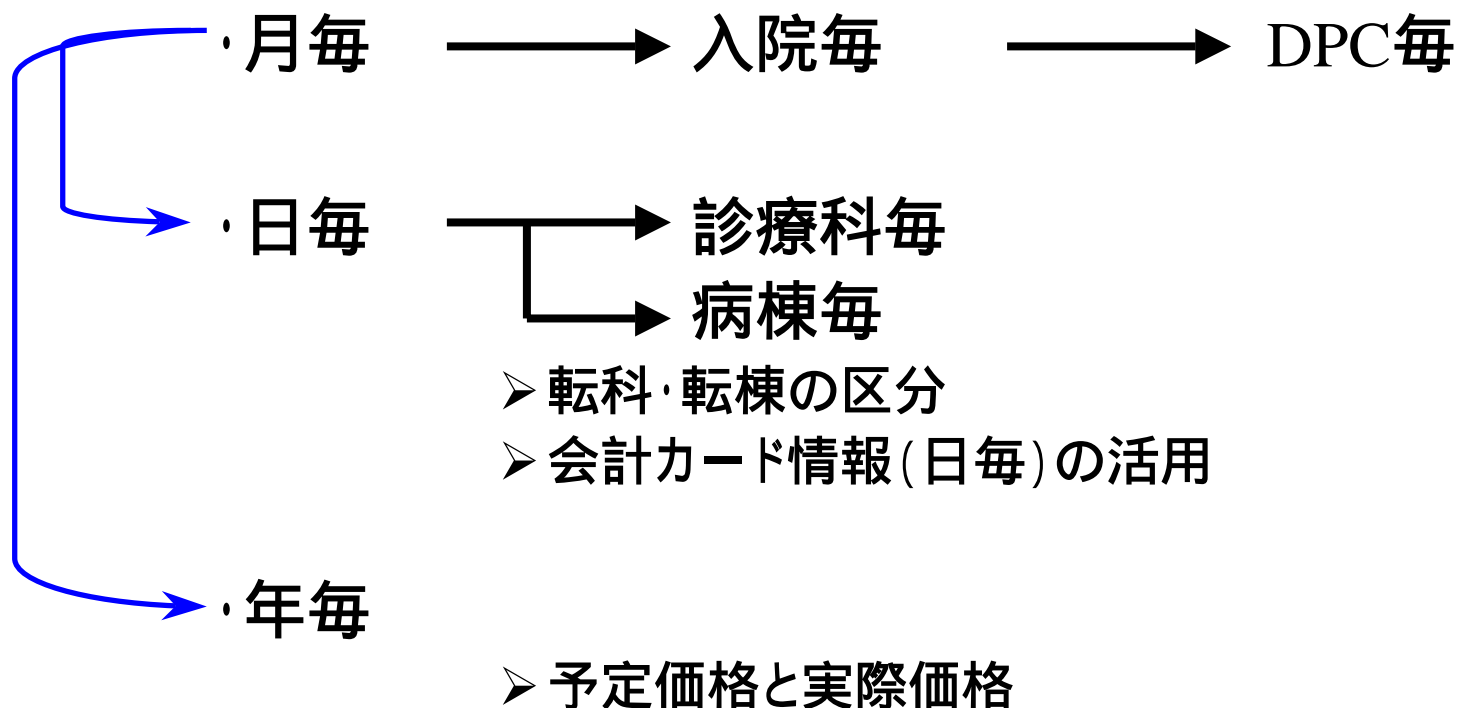 ・月毎 入院毎 DPC毎
・日毎 診療科毎
病棟毎
➢ 転科・転棟の区分
➢ 会計カード情報(日毎)の活用
・年毎
➢ 予定価格と実際価格